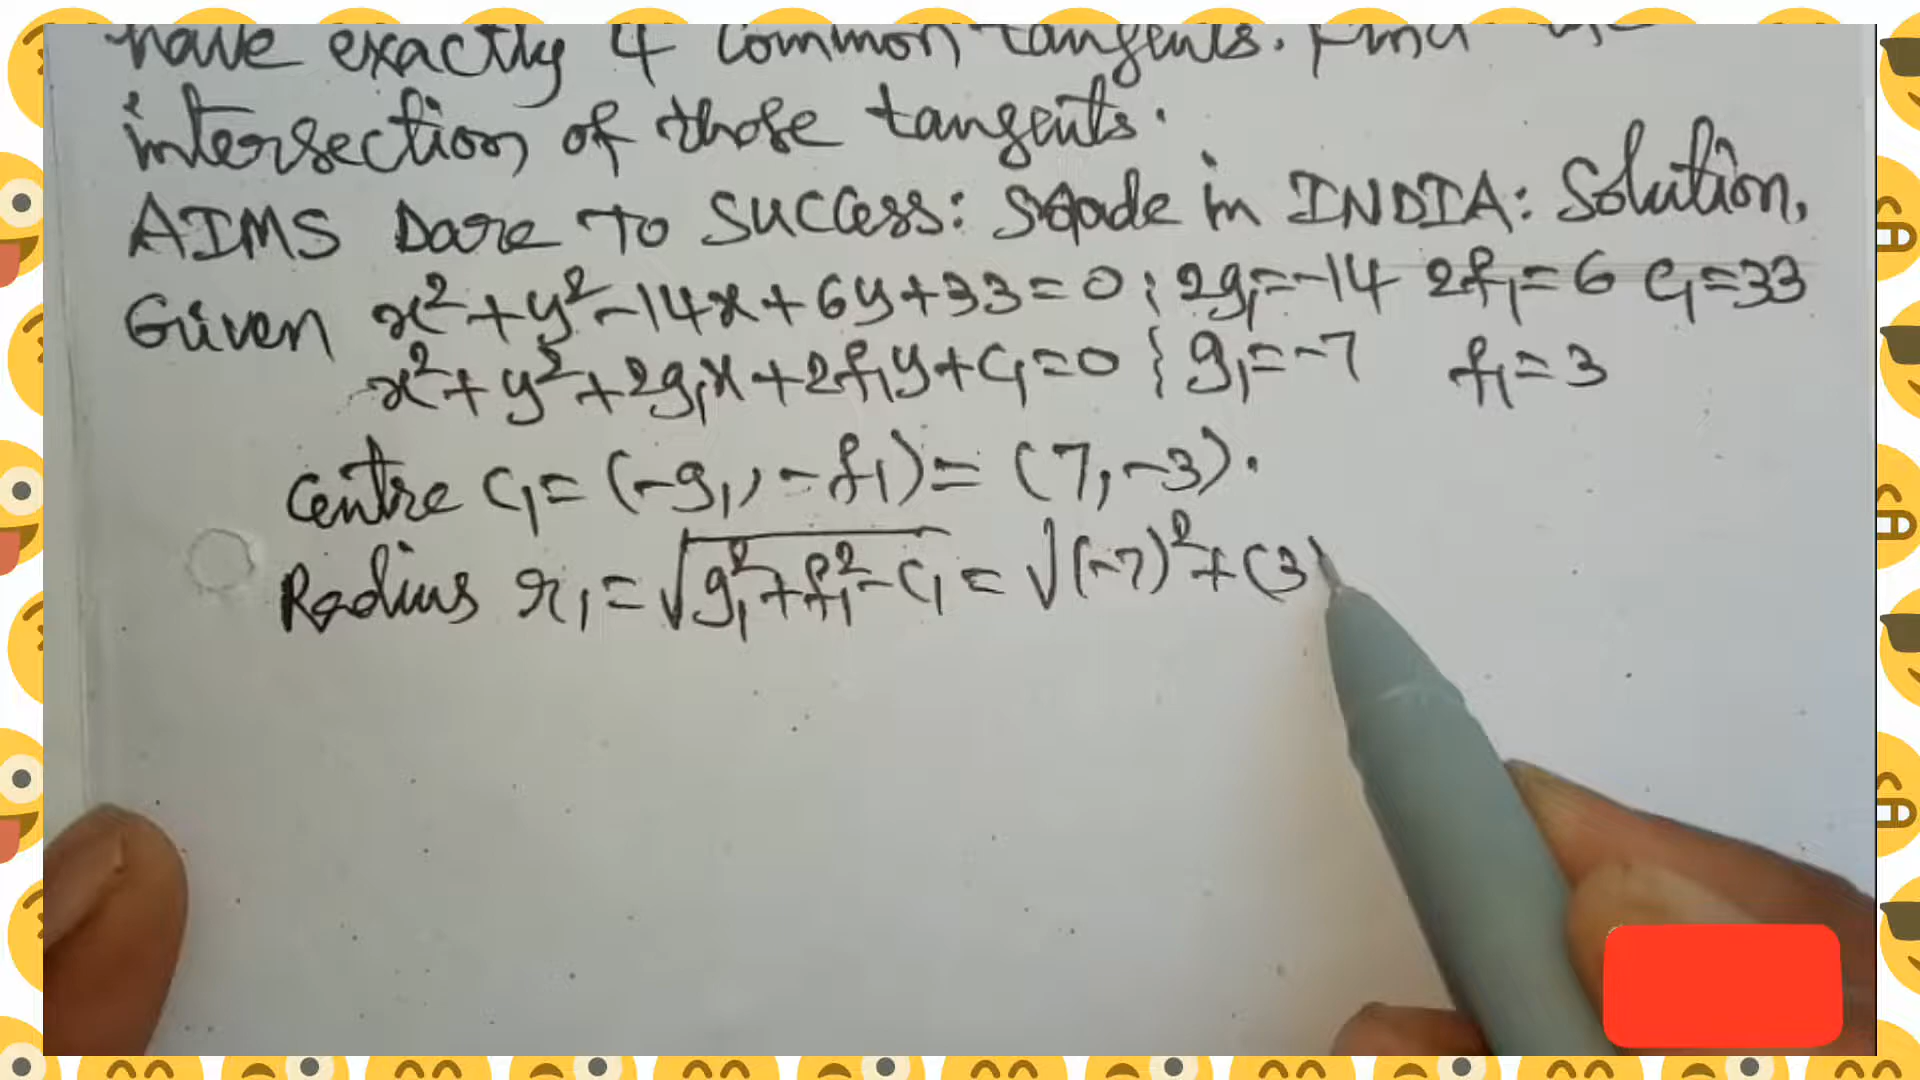 have exactly 4 common tangents. Find the
intersection of those tangents.
AIMS Dare TO Success: Made in INDIA: Solution,
Given x²+y²-14x+6y+33=0 ; 2g₁=-14 2f₁=6 C₁=33
x²+y²+2g₁x+2f₁y+C₁=0 } g₁=-7 f₁=3
Centre C₁=(-g₁, -f₁)= (7,-3).
Radius r₁=√g₁²+f₁²-C₁ = √(-7)²+(3)